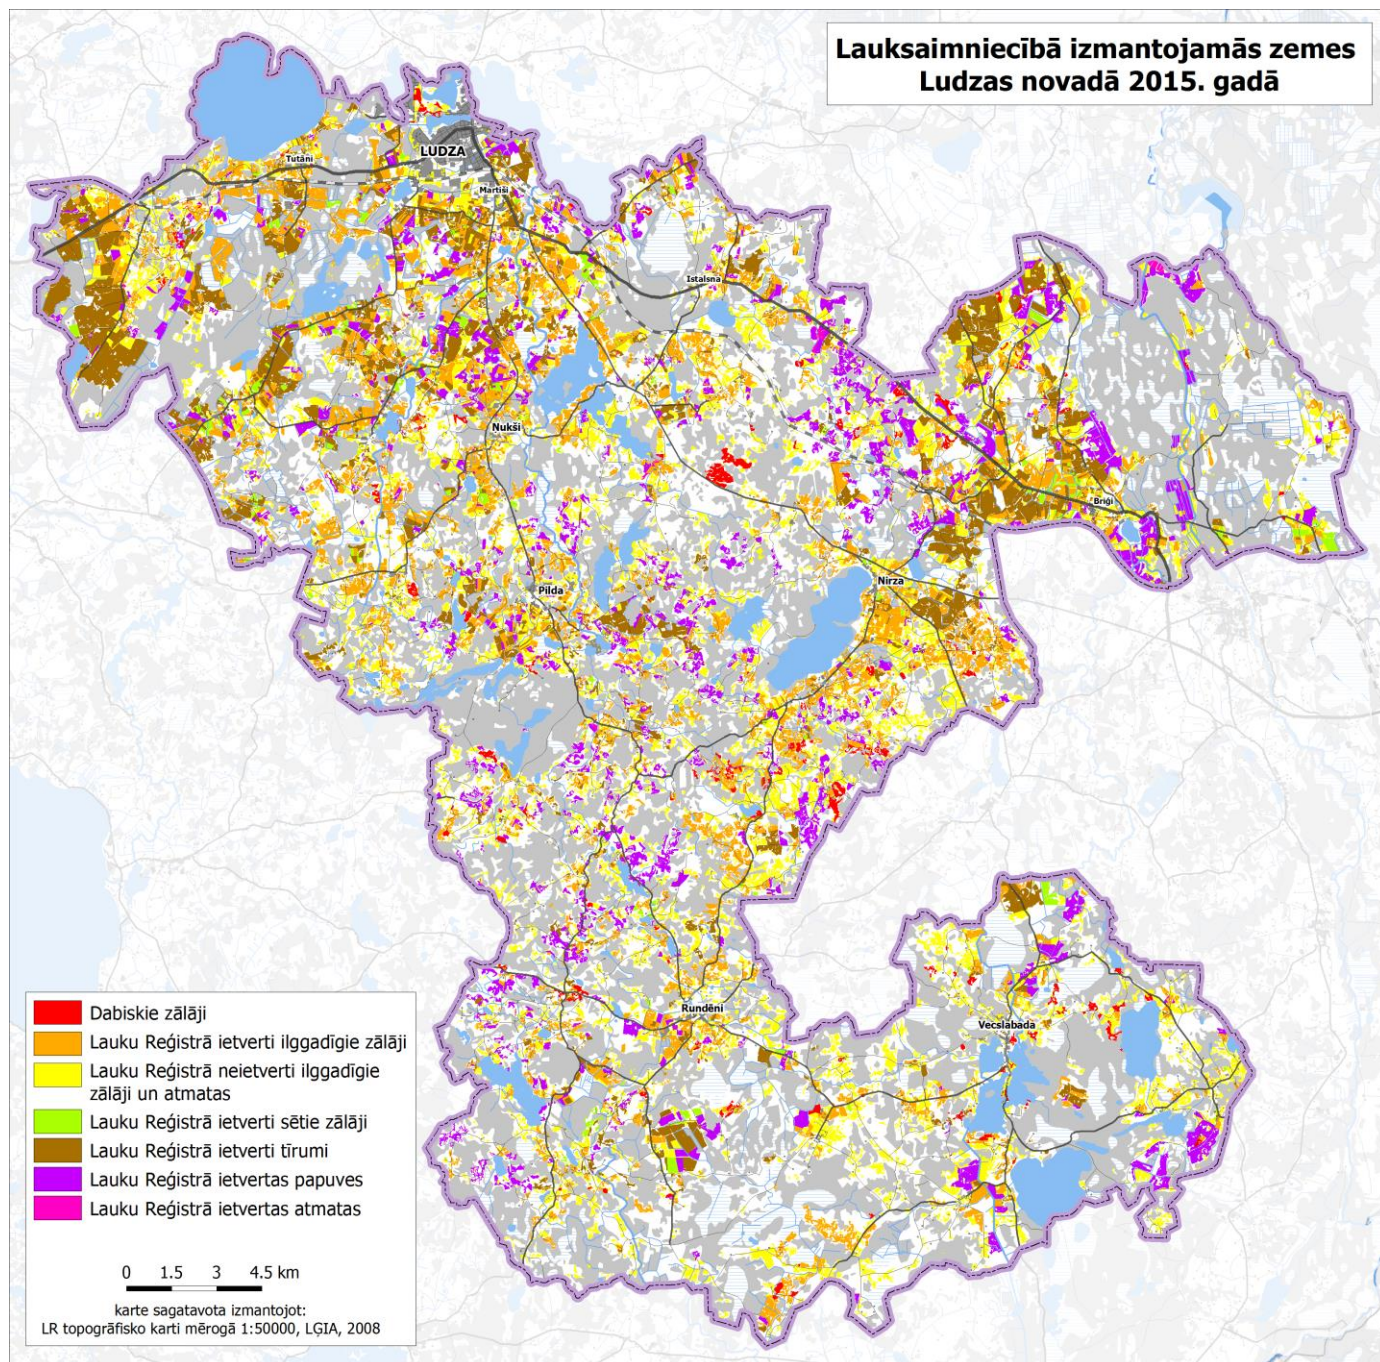 Lauksaimniecībā izmantojamās zemes
Ludzas novadā 2015. gadā
LUDZA
Tutāni
Martiši
Istalsna
Nukši
Briģi
Nirza
Pilda
Rundēni
Vecslabada
Dabiskie zālāji
Lauku Reģistrā ietverti ilggadīgie zālāji
Lauku Reģistrā neietverti ilggadīgie
zālāji un atmatas
Lauku Reģistrā ietverti sētie zālāji
Lauku Reģistrā ietverti tīrumi
Lauku Reģistrā ietvertas papuves
Lauku Reģistrā ietvertas atmatas
0 1.5 3 4.5 km
karte sagatavota izmantojot:
LR topogrāfisko karti mērogā 1:50000, LĢIA, 2008